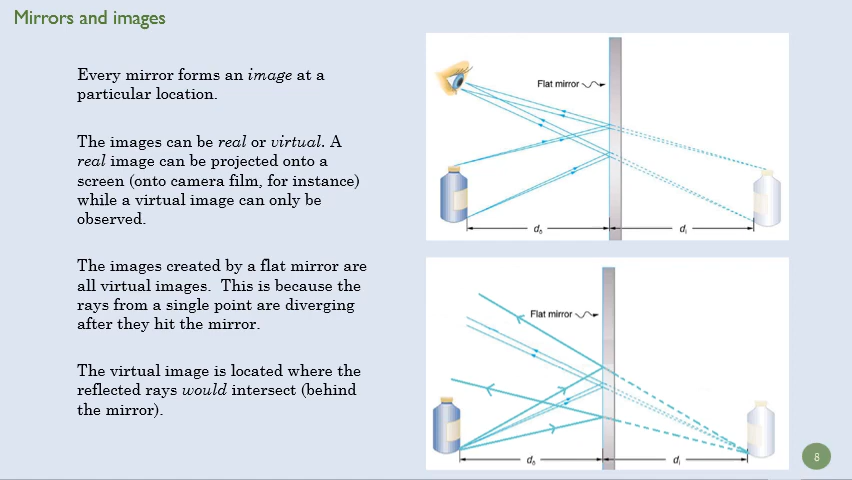 Mirrors and images
Every mirror forms an image at a
particular location.
The images can be real or virtual. A
real image can be projected onto a
screen (onto camera film, for instance)
while a virtual image can only be
observed.
The images created by a flat mirror are
all virtual images.  This is because the
rays from a single point are diverging
after they hit the mirror.
The virtual image is located where the
reflected rays would intersect (behind
the mirror).
Flat mirror
do
di
Flat mirror
do
di
8